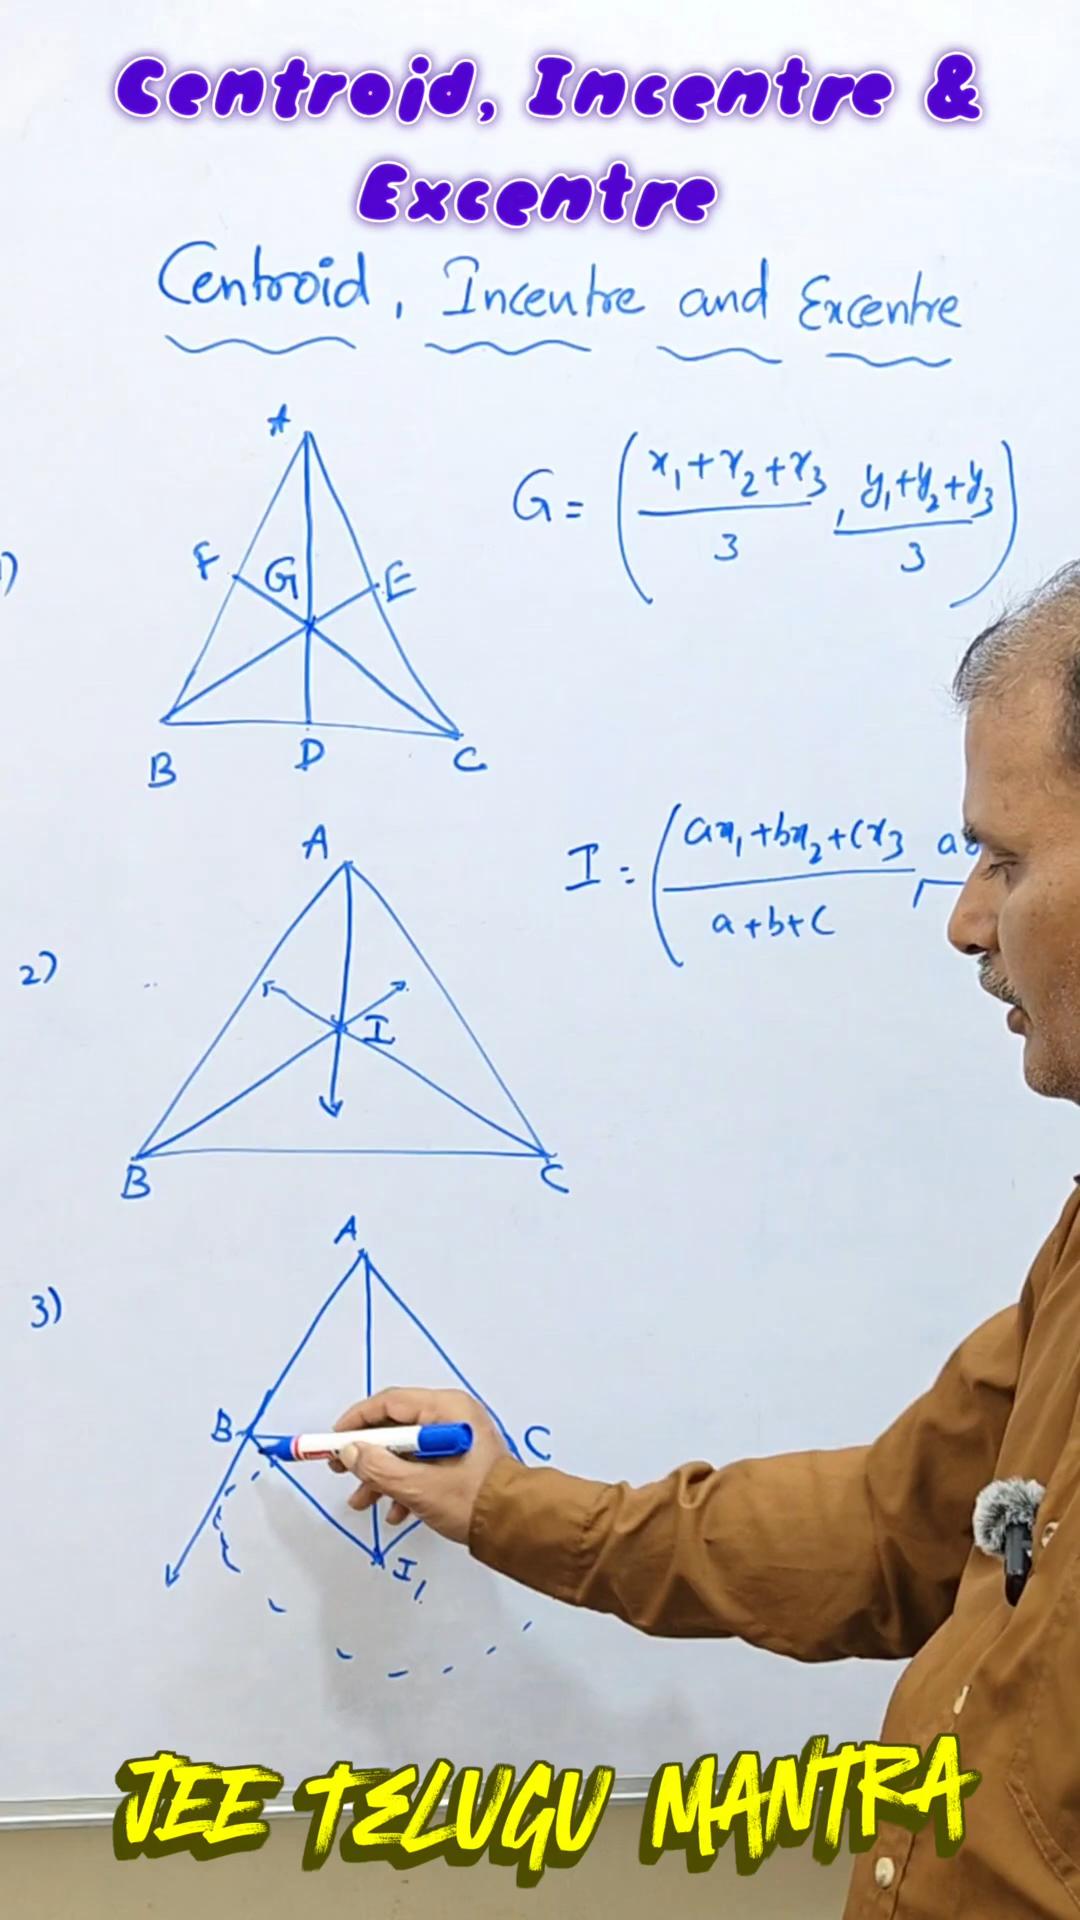 Centroid, Incentre &
Excentre
Centroid, Incentre and Excentre
A
F G E
B D C
G = (x₁+x₂+x₃/3, y₁+y₂+y₃/3)
2)
A
I
B C
I = (ax₁+bx₂+cx₃/a+b+c,
3)
A
B C
I₁
JEE TELUGU MANTRA